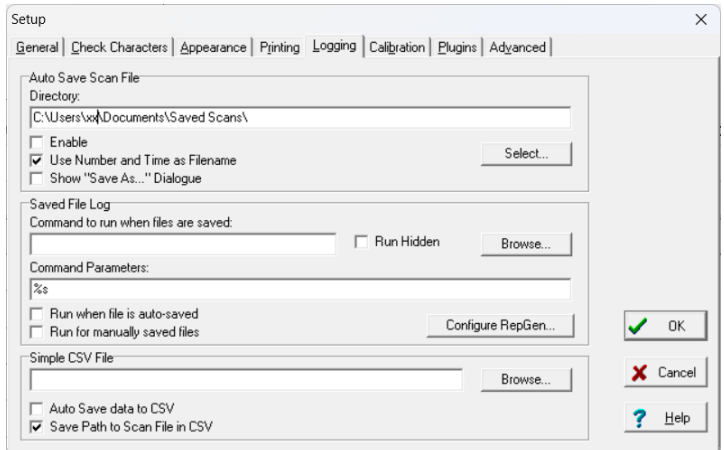 Setup
General Check Characters Appearance Printing Logging Calibration Plugins Advanced
Auto Save Scan File
Directory:
C:\Users\xx\Documents\Saved Scans\
Enable
Use Number and Time as Filename
Select...
Show "Save As..." Dialogue
Saved File Log
Command to run when files are saved:
Run Hidden
Browse...
Command Parameters:
%s
Run when file is auto-saved
Run for manually saved files
Configure RepGen...
OK
Simple CSV File
Browse...
Cancel
Auto Save data to CSV
Save Path to Scan File in CSV
Help